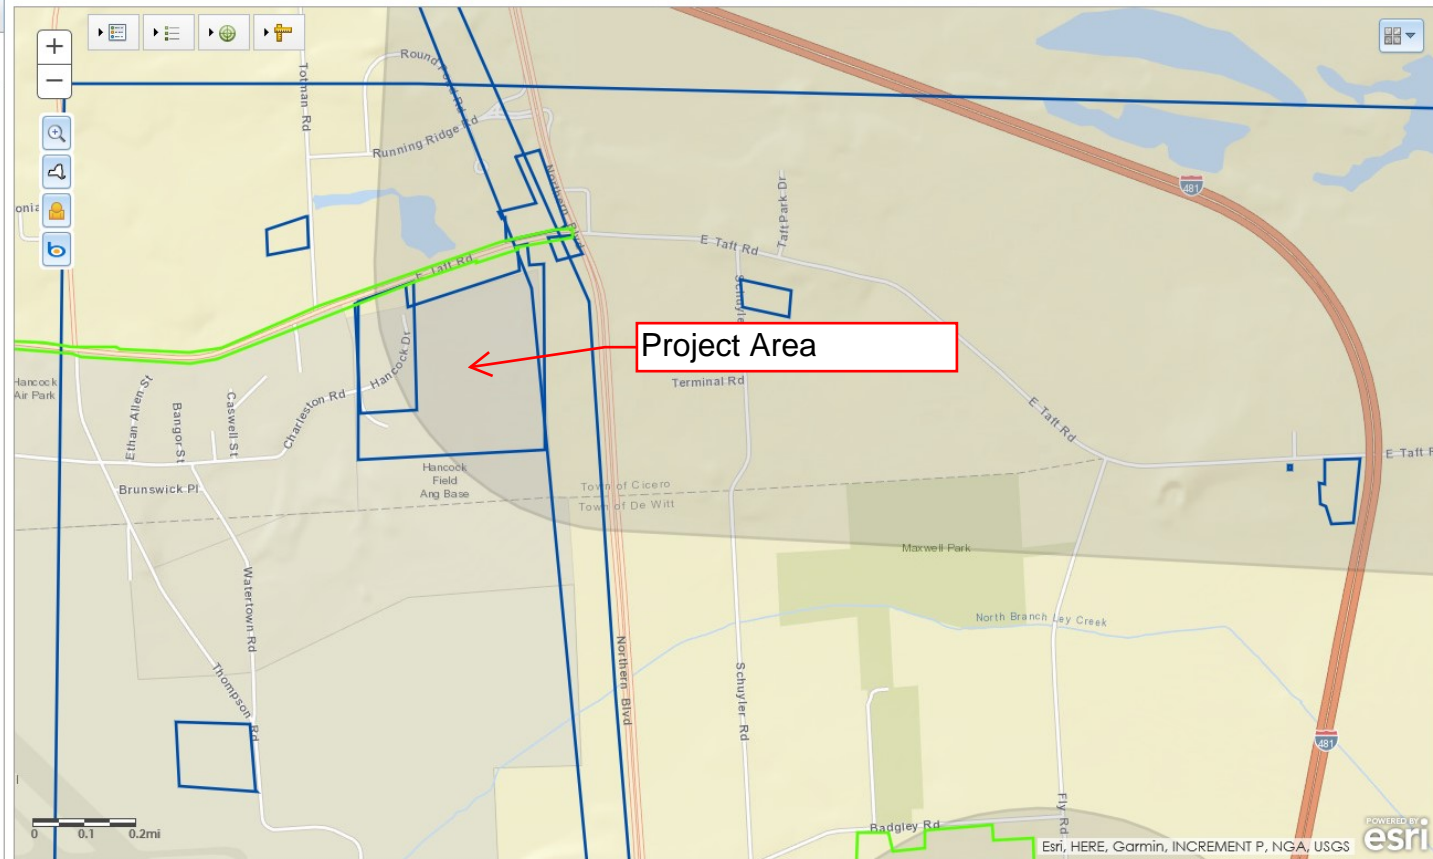 +
−
Totman Rd
Round Pond Rd
Running Ridge Rd
Northern Blvd
481
E Taft Rd
E Taft Rd
Taft Park Dr
Project Area
Hancock Dr
Hancock
Air Park
Ethan Allen St
Bangor St
Caswell St
Charleston Rd
Terminal Rd
E Taft Rd
Brunswick Pl
Hancock
Field
Ang Base
Town of Cicero
Town of De Witt
Maxwell Park
Watertown Rd
Thompson Rd
North Branch Ley Creek
Northern Blvd
Schuyler Rd
481
Fly Rd
Badgley Rd
0 0.1 0.2mi
Esri, HERE, Garmin, INCREMENT P, NGA, USGS
POWERED BY
esri